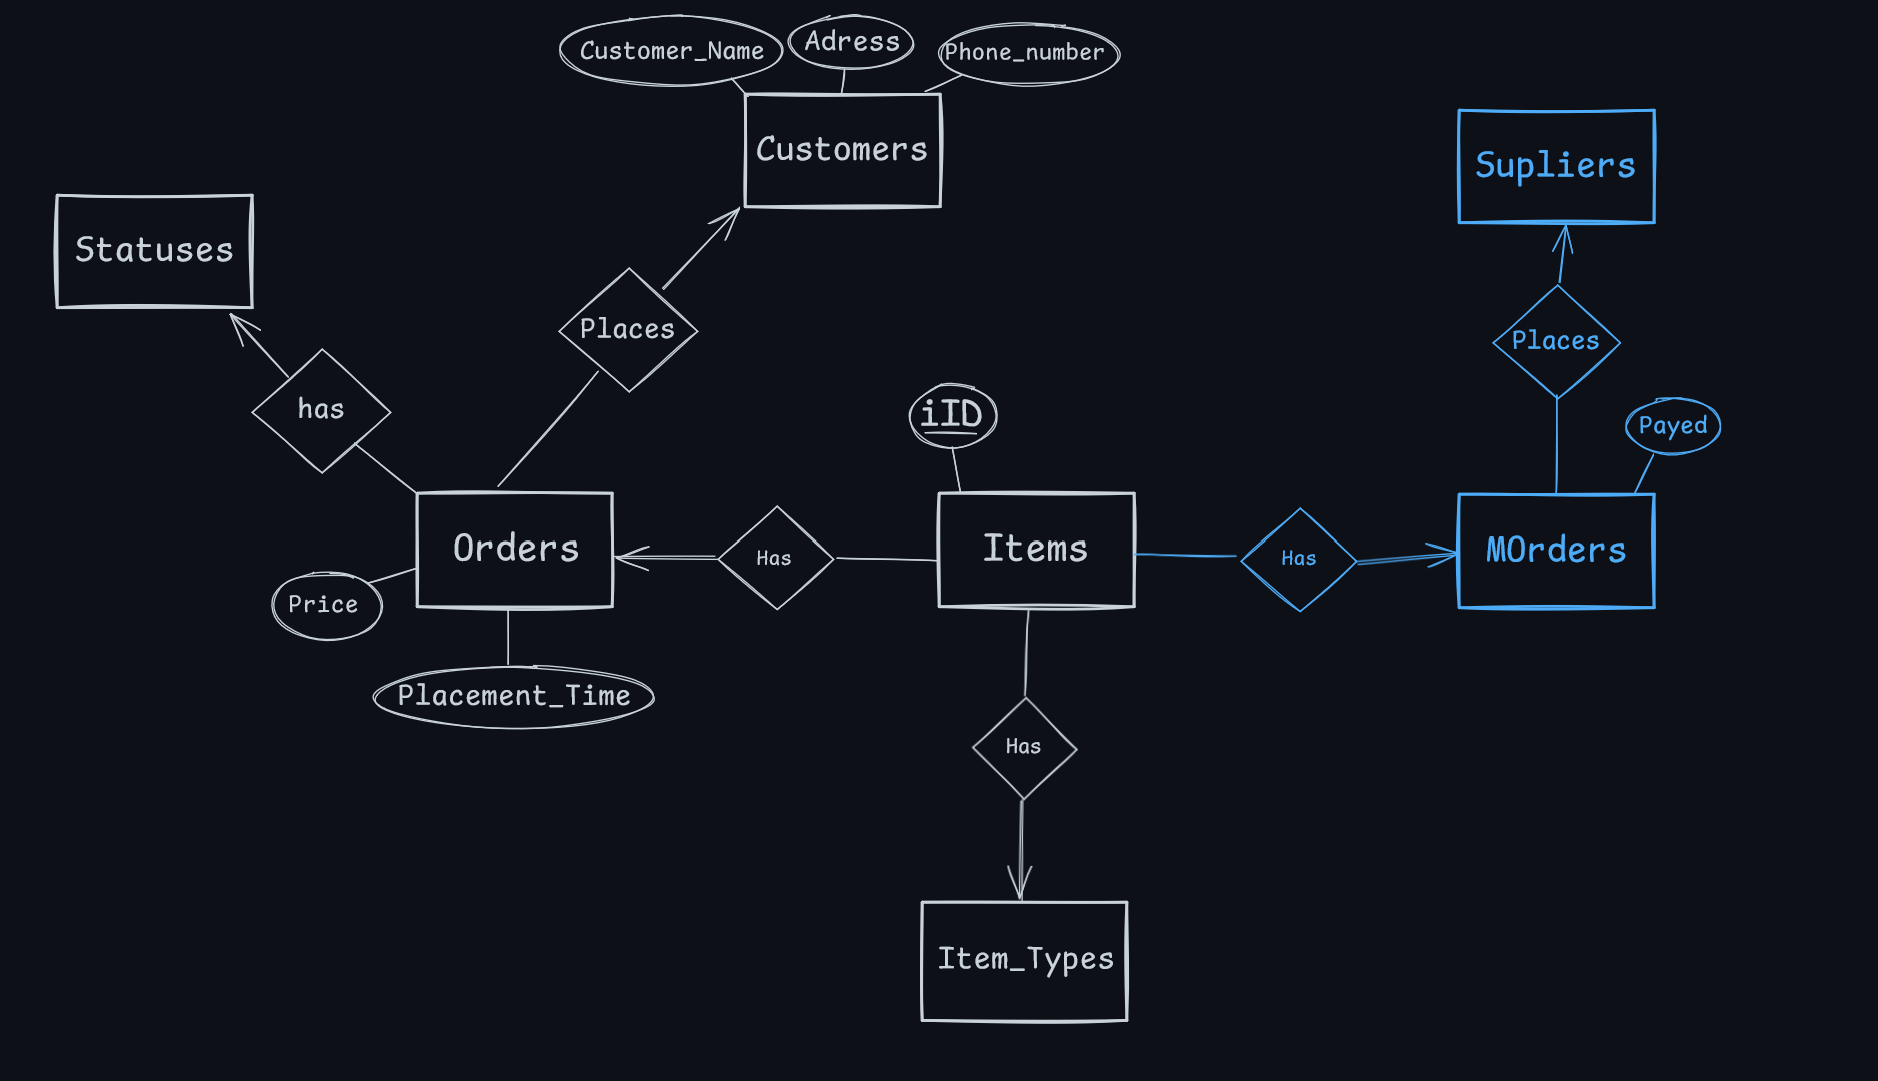 Customer_Name
Adress
Phone_number
Customers
Supliers
Statuses
Places
Places
has
iID
Payed
Orders
Has
Items
Has
MOrders
Price
Placement_Time
Has
Item_Types